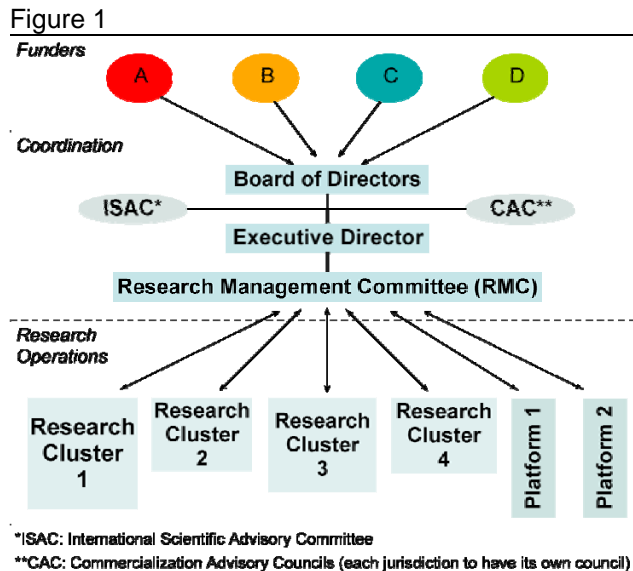 Figure 1
Funders
A B C D
Coordination
Board of Directors
ISAC* CAC**
Executive Director
Research Management Committee (RMC)
Research
Operations
Research
Cluster
1
Research
Cluster
2
Research
Cluster
3
Research
Cluster
4
Platform 1
Platform 2
*ISAC: International Scientific Advisory Committee
**CAC: Commercialization Advisory Councils (each jurisdiction to have its own council)